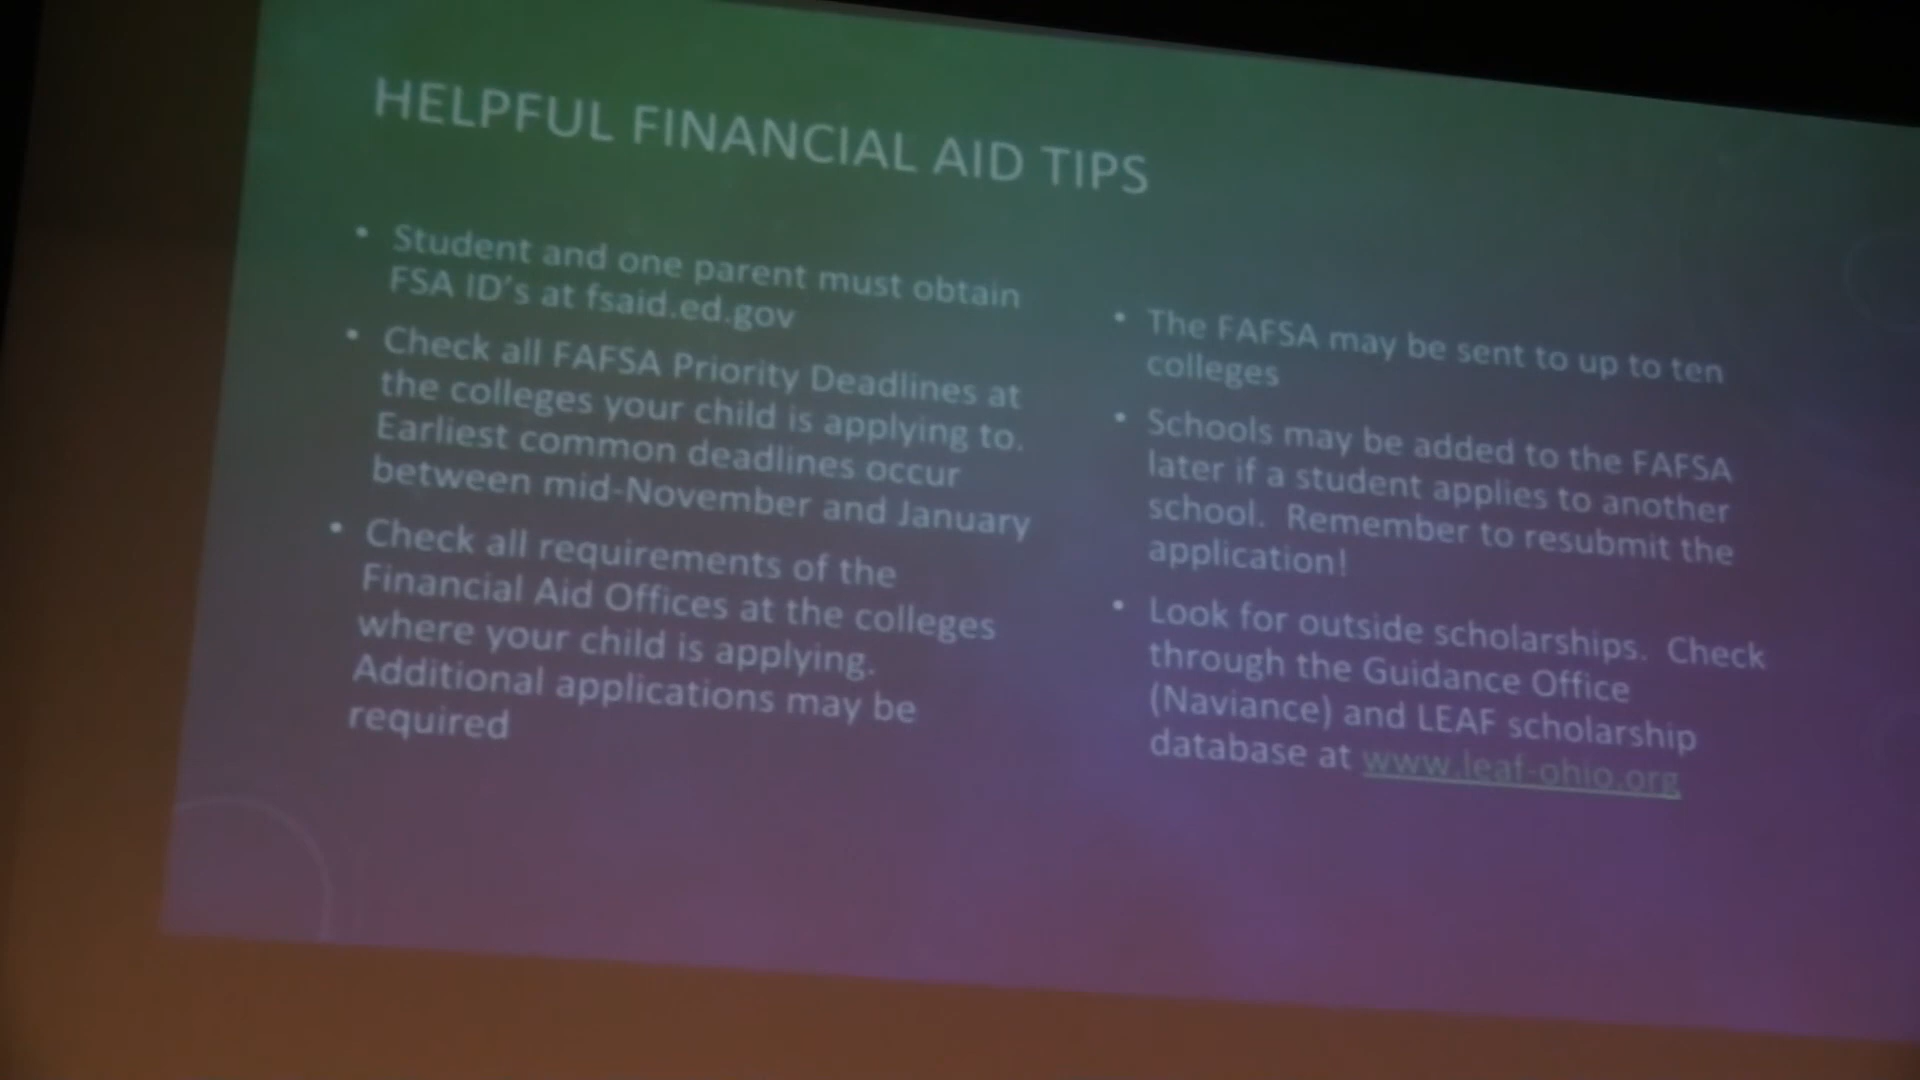 HELPFUL FINANCIAL AID TIPS
• Student and one parent must obtain
FSA ID's at fsaid.ed.gov
• Check all FAFSA Priority Deadlines at
the colleges your child is applying to.
Earliest common deadlines occur
between mid-November and January
• Check all requirements of the
Financial Aid Offices at the colleges
where your child is applying.
Additional applications may be
required
• The FAFSA may be sent to up to ten
colleges
• Schools may be added to the FAFSA
later if a student applies to another
school. Remember to resubmit the
application!
• Look for outside scholarships. Check
through the Guidance Office
(Naviance) and LEAF scholarship
database at www.leaf-ohio.org